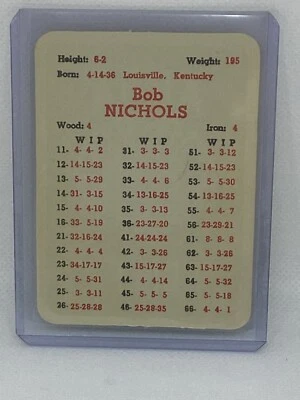 Height: 6-2 Weight: 195
Born: 4-14-36 Louisville, Kentucky
Bob
NICHOLS
Wood: 4 Iron: 4
W I P W I P W I P
11- 4- 4- 2 31- 3- 3- 3 51- 3- 3-12
12-14-15-23 32-14-15-23 52-14-15-23
13- 5- 5-29 33- 4- 4-13 53- 5- 5-30
14-31- 3-15 34-13-16-25 54-13-16-25
15- 4- 4-10 35- 3- 3- 6 55- 4- 4- 7
16-33- 5-19 36-23-27-20 56-23-27-20
21-32-16-24 41-24-24-24 61- 8- 8- 8
22- 4- 4- 4 42- 3- 3-11 62- 3- 3-26
23-34-17-17 43-15-17-27 63-15-17-27
24- 5- 5-31 44- 5- 5-32 64- 4- 4- 9
25- 3- 3-11 45- 5- 5- 5 65- 5- 5-18
26-25-28-28 46-25-28-35 66- 4- 4- 1